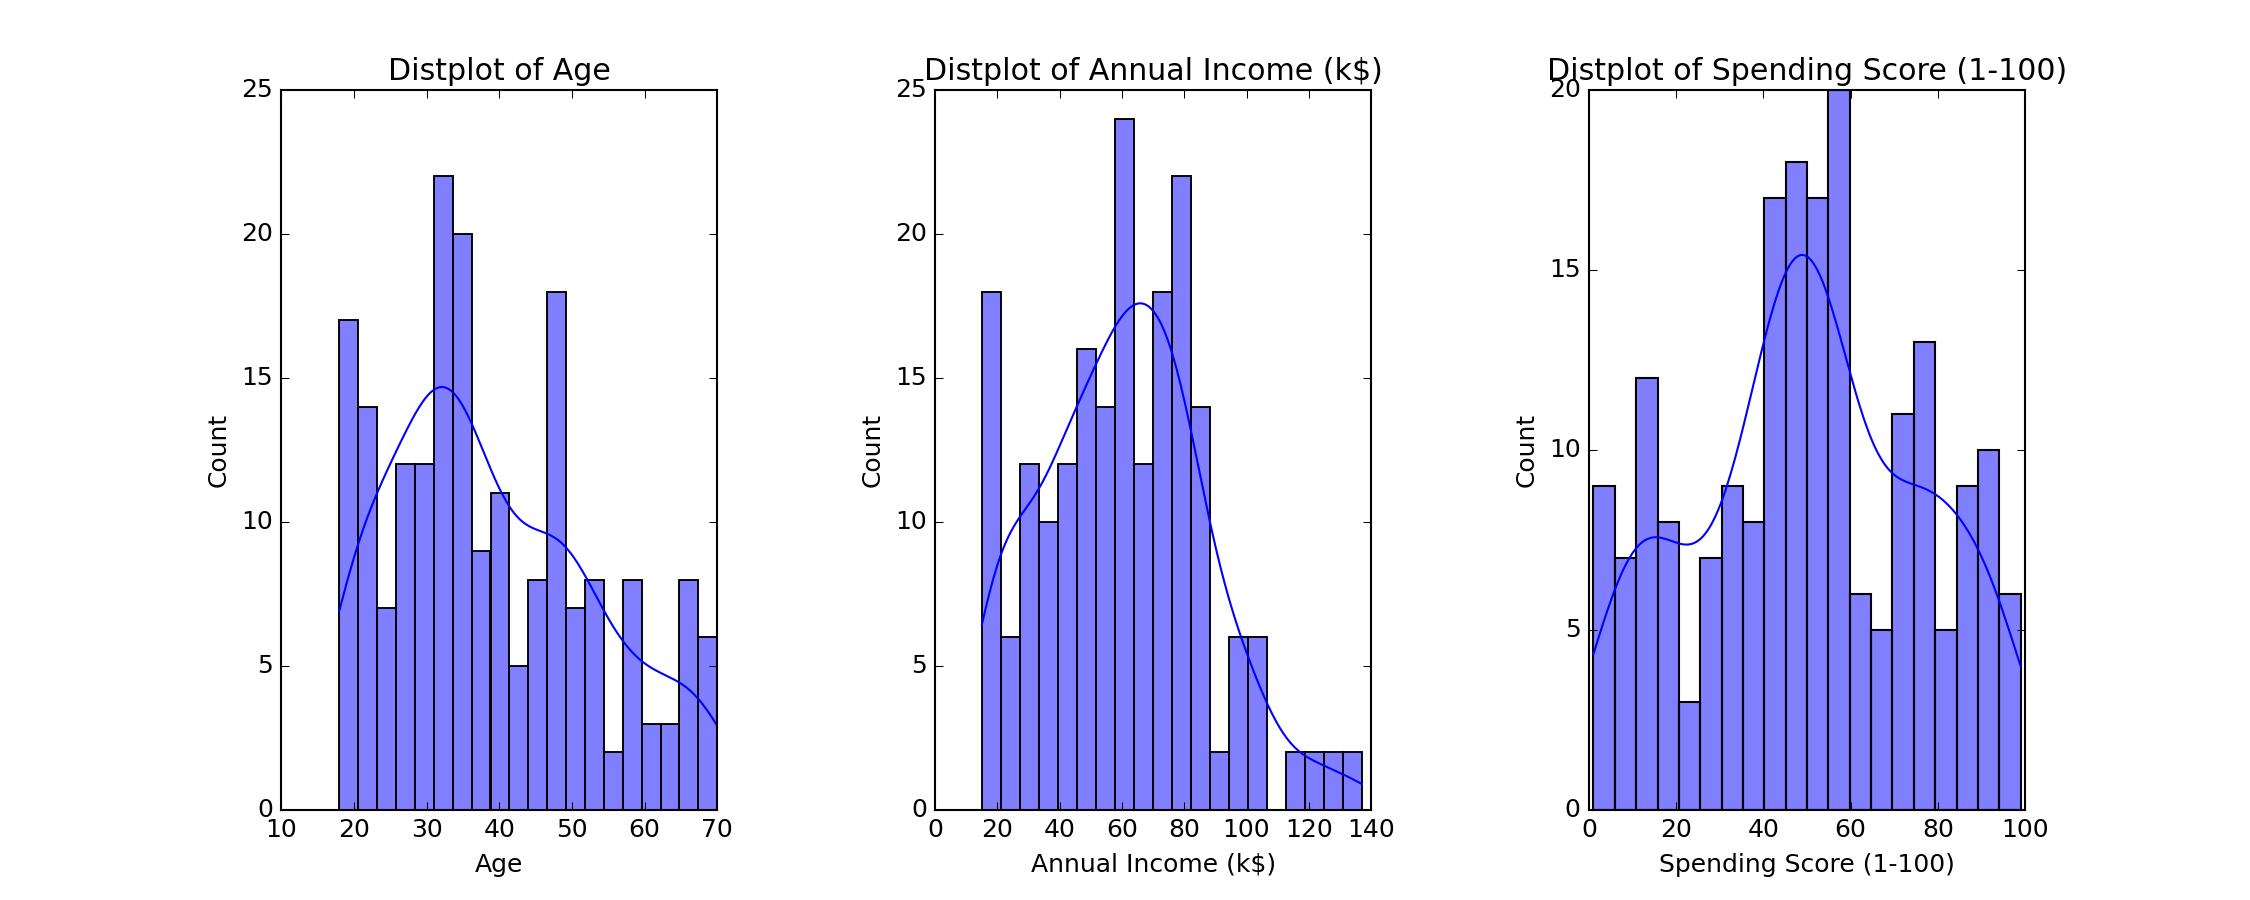 Distplot of Age
25
20
15
10
5
0
Count
10 20 30 40 50 60 70
Age
Distplot of Annual Income (k$)
25
20
15
10
5
0
Count
0 20 40 60 80 100 120 140
Annual Income (k$)
Distplot of Spending Score (1-100)
20
15
10
5
0
Count
0 20 40 60 80 100
Spending Score (1-100)